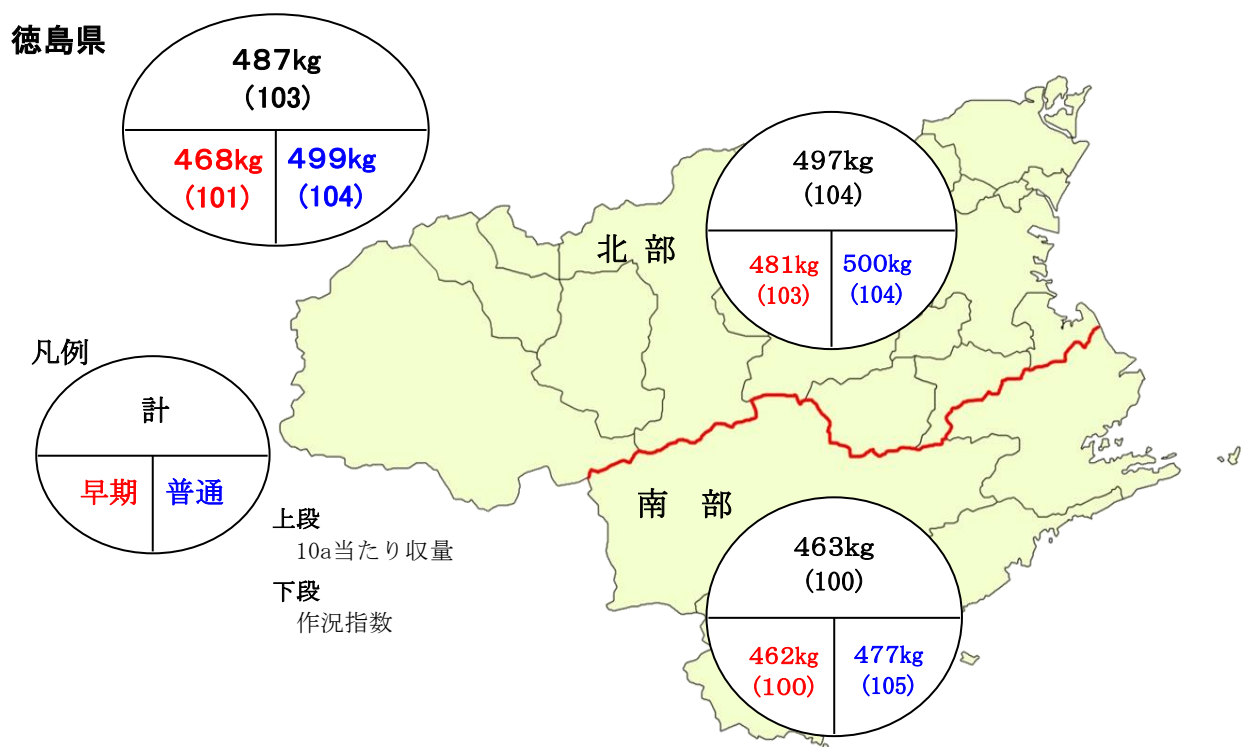 徳島県
487kg
(103)
468kg
(101)
499kg
(104)
北部
497kg
(104)
481kg
(103)
500kg
(104)
凡例
計
早期
普通
上段
10a当たり収量
下段
作況指数
南 部
463kg
(100)
462kg
(100)
477kg
(105)